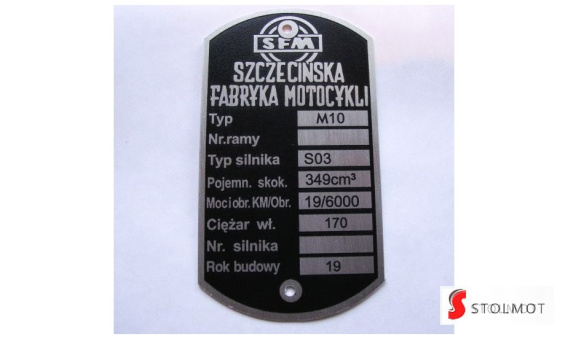 SFM
SZCZECIŃSKA
FABRYKA MOTOCYKLI
Typ M10
Nr.ramy
Typ silnika S03
Pojemn. skok. 349cm³
Moc i obr. KM/Obr. 19/6000
Ciężar wł. 170
Nr. silnika
Rok budowy 19
STOLMOT